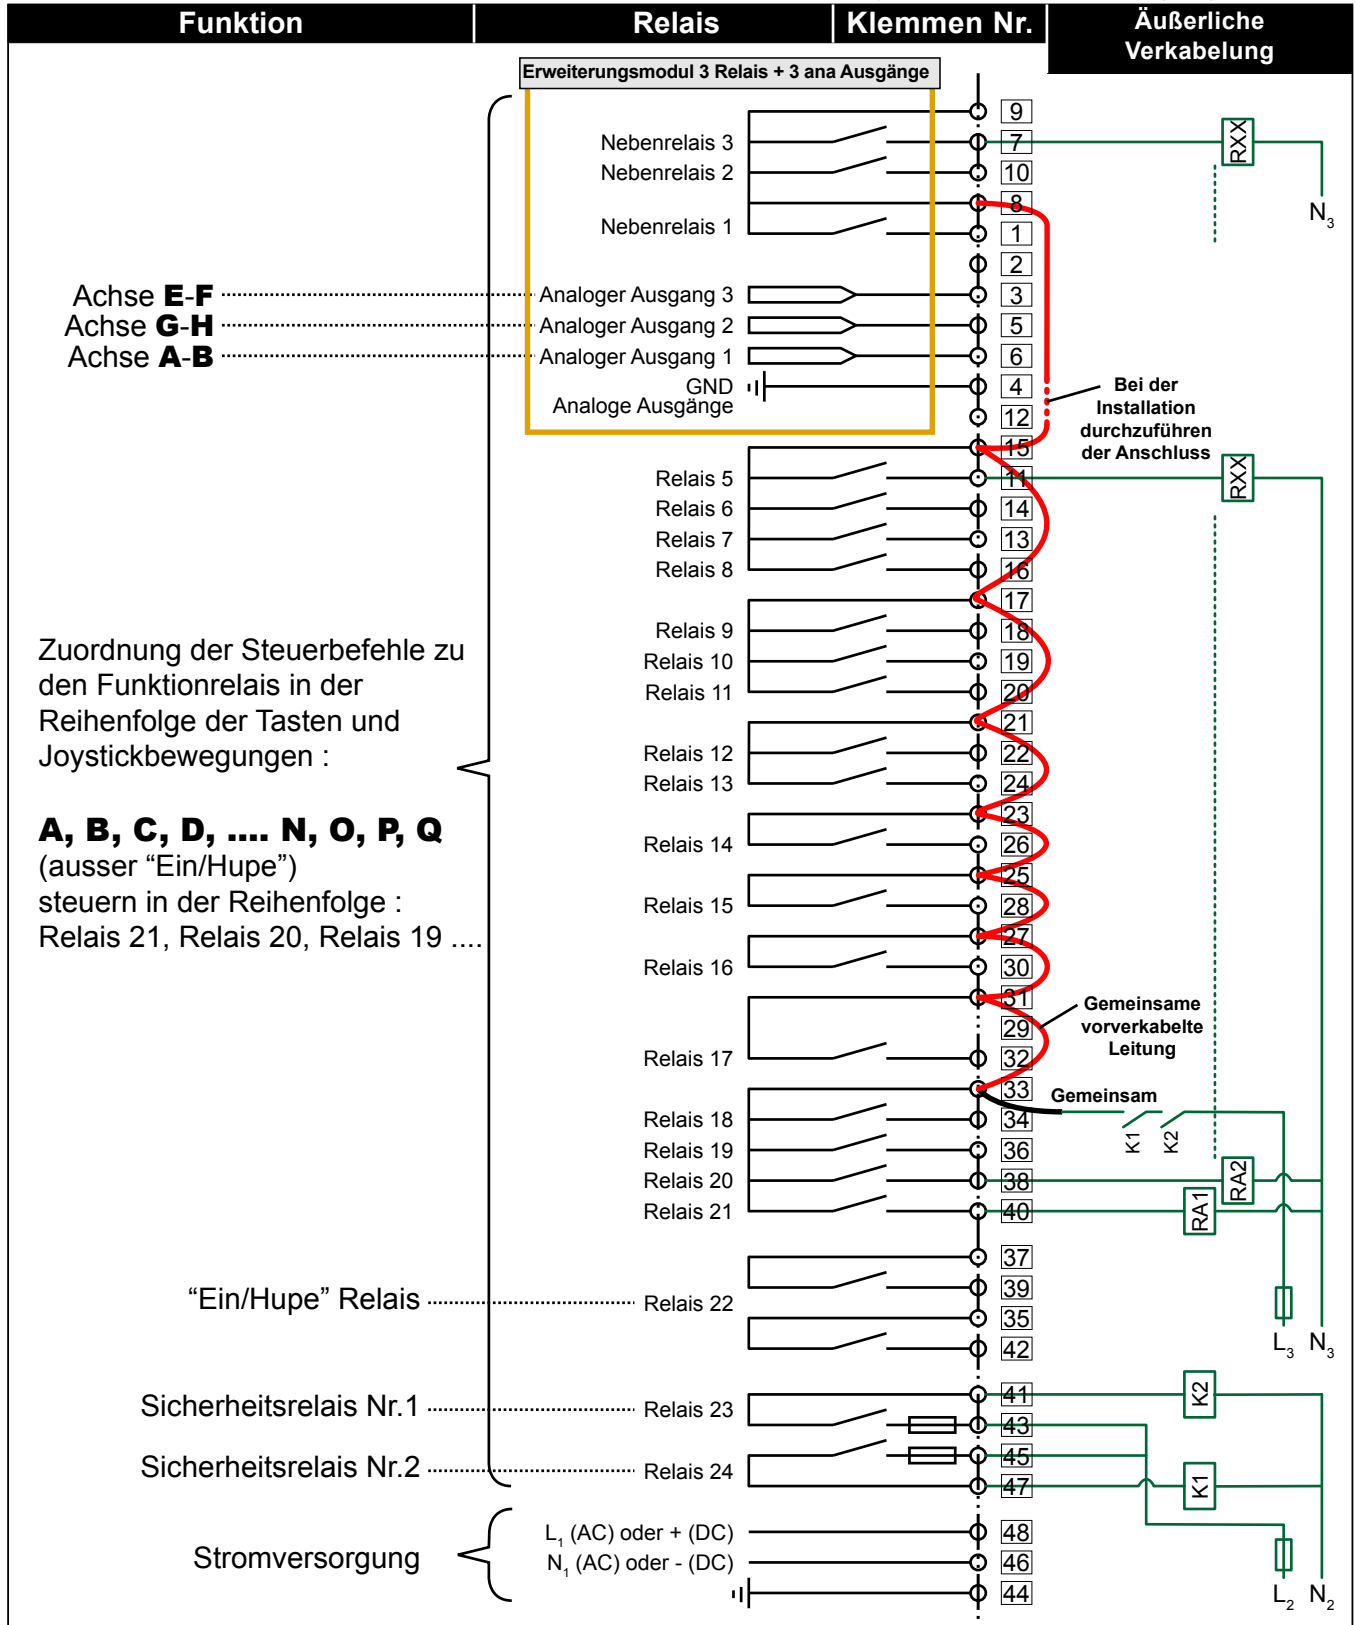 Funktion
Relais
Klemmen Nr.
Äußerliche
Verkabelung
Erweiterungsmodul 3 Relais + 3 ana Ausgänge
9
Nebenrelais 3
7
RXX
Nebenrelais 2
10
8
N3
Nebenrelais 1
1
2
Achse E-F
Analoger Ausgang 3
3
Achse G-H
Analoger Ausgang 2
5
Achse A-B
Analoger Ausgang 1
6
GND
Analoge Ausgänge
4
12
Bei der
Installation
durchzuführen
der Anschluss
15
Relais 5
11
RXX
Relais 6
14
Relais 7
13
Relais 8
16
17
Relais 9
18
Relais 10
19
Relais 11
20
21
Relais 12
22
Relais 13
24
23
Relais 14
26
25
Relais 15
28
27
Relais 16
30
31
29
Relais 17
32
33
Zuordnung der Steuerbefehle zu
den Funktionrelais in der
Reihenfolge der Tasten und
Joystickbewegungen :
A, B, C, D, .... N, O, P, Q
(ausser “Ein/Hupe”)
steuern in der Reihenfolge :
Relais 21, Relais 20, Relais 19 ....
Gemeinsame
vorverkabelte
Leitung
Gemeinsam
K1
K2
Relais 18
34
Relais 19
36
Relais 20
38
RA2
Relais 21
40
RA1
37
“Ein/Hupe” Relais
Relais 22
39
35
42
L3
N3
Sicherheitsrelais Nr.1
Relais 23
41
K2
43
45
Sicherheitsrelais Nr.2
Relais 24
47
K1
Stromversorgung
L1 (AC) oder + (DC)
48
N1 (AC) oder - (DC)
46
44
L2
N2